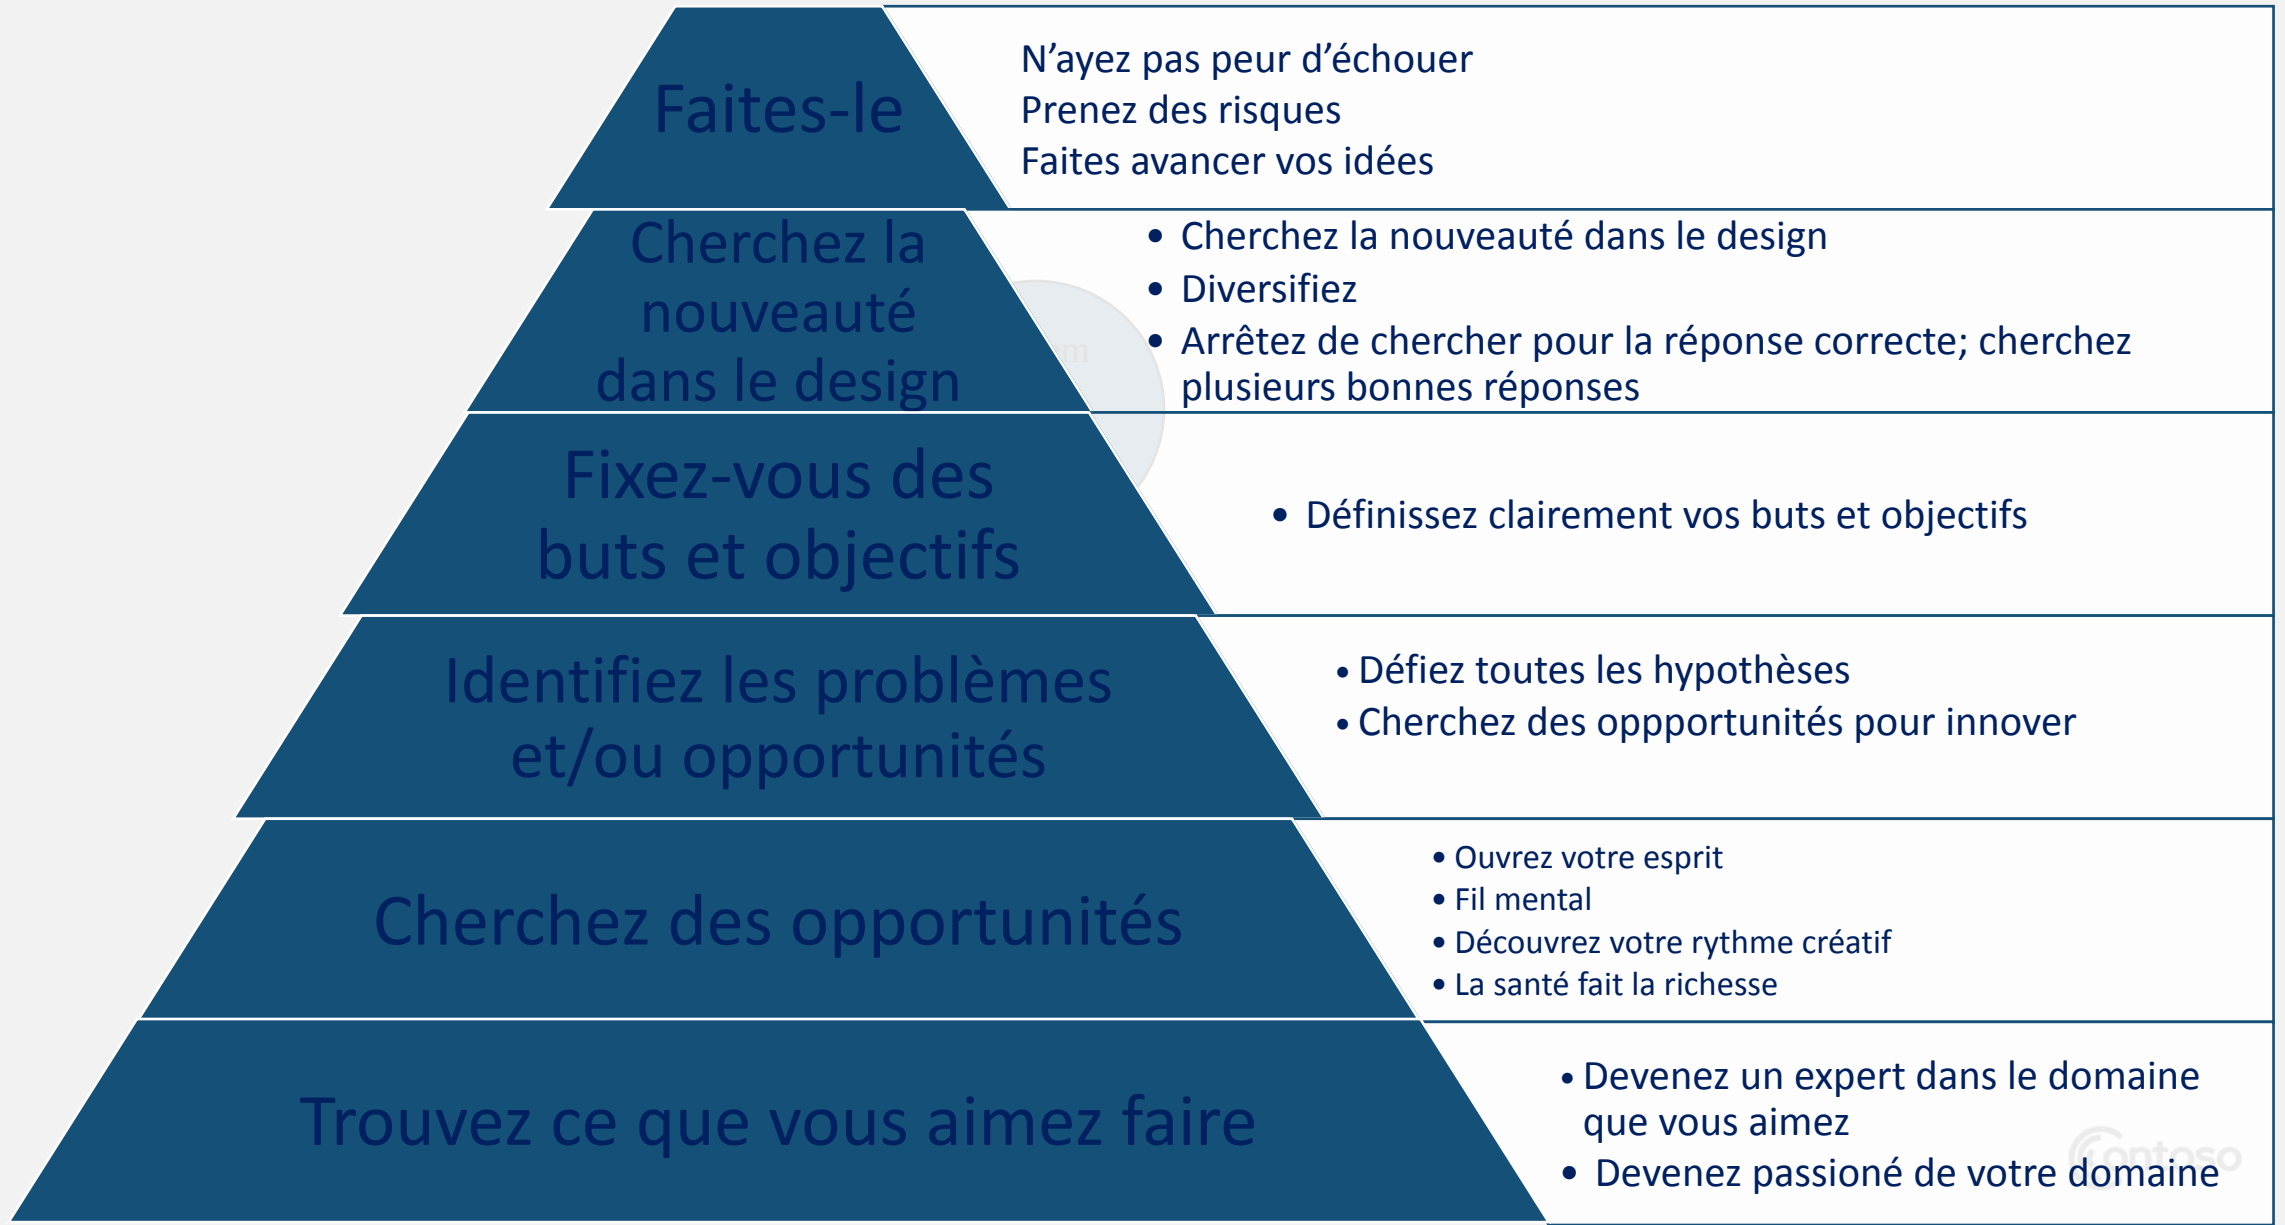 Faites-le
N'ayez pas peur d'échouer
Prenez des risques
Faites avancer vos idées
Cherchez la
nouveauté
dans le design
• Cherchez la nouveauté dans le design
• Diversifiez
• Arrêtez de chercher pour la réponse correcte; cherchez
plusieurs bonnes réponses
Fixez-vous des
buts et objectifs
• Définissez clairement vos buts et objectifs
Identifiez les problèmes
et/ou opportunités
• Défiez toutes les hypothèses
• Cherchez des oppportunités pour innover
Cherchez des opportunités
• Ouvrez votre esprit
• Fil mental
• Découvrez votre rythme créatif
• La santé fait la richesse
Trouvez ce que vous aimez faire
• Devenez un expert dans le domaine
que vous aimez
• Devenez passioné de votre domaine
Contoso